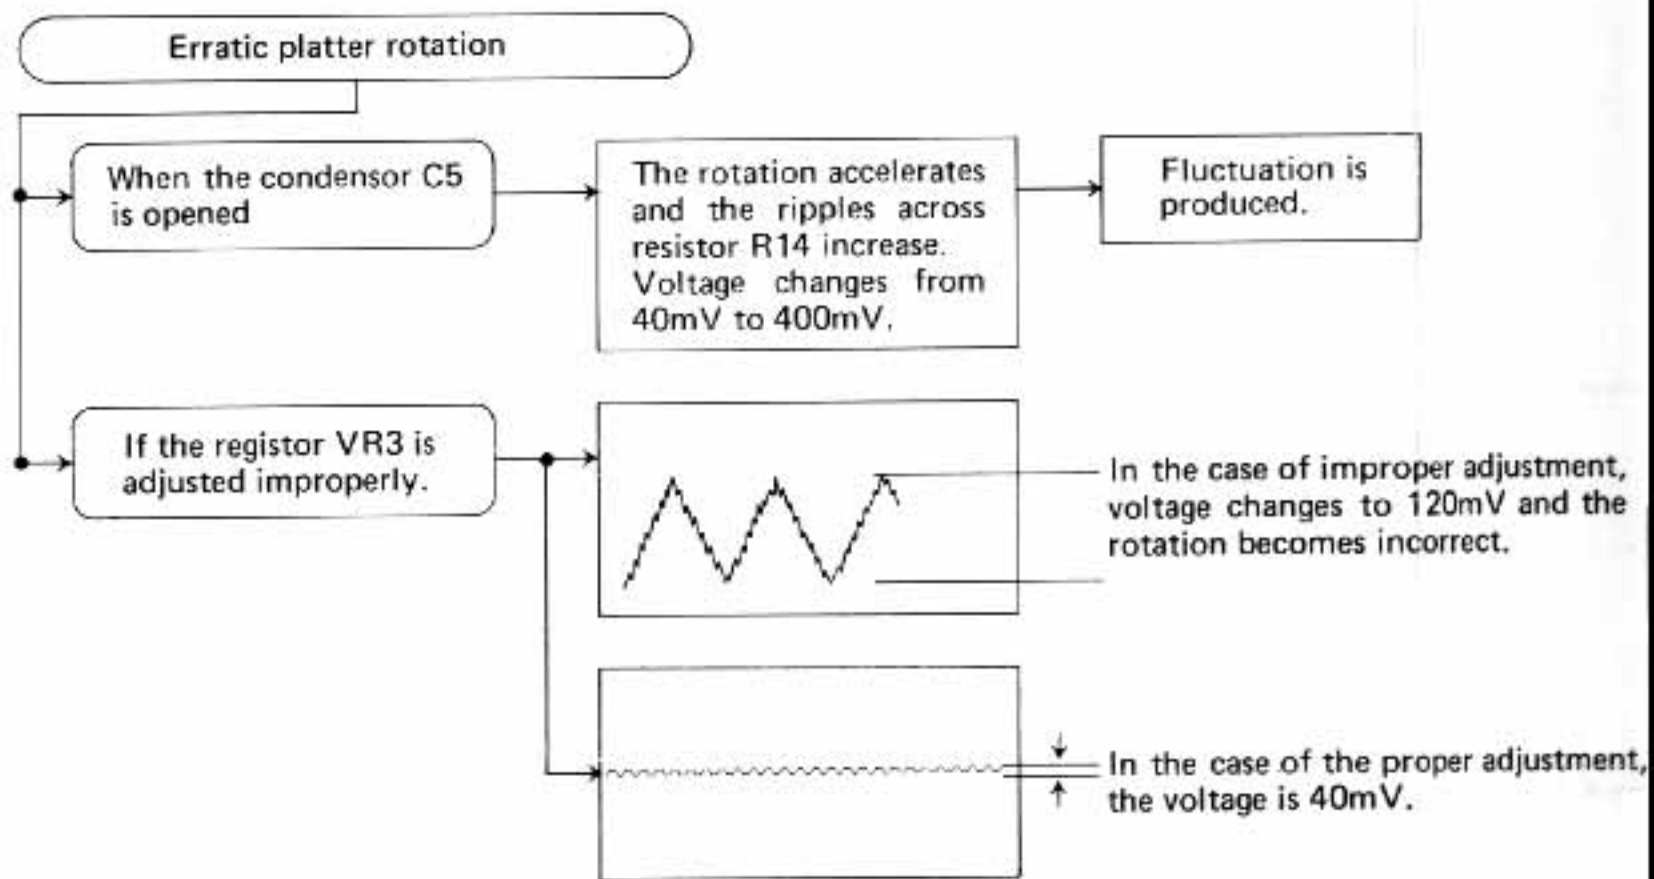 Erratic platter rotation
When the condensor C5
is opened
The rotation accelerates
and the ripples across
resistor R14 increase.
Voltage changes from
40mV to 400mV.
Fluctuation is
produced.
If the registor VR3 is
adjusted improperly.
In the case of improper adjustment,
voltage changes to 120mV and the
rotation becomes incorrect.
In the case of the proper adjustment,
the voltage is 40mV.